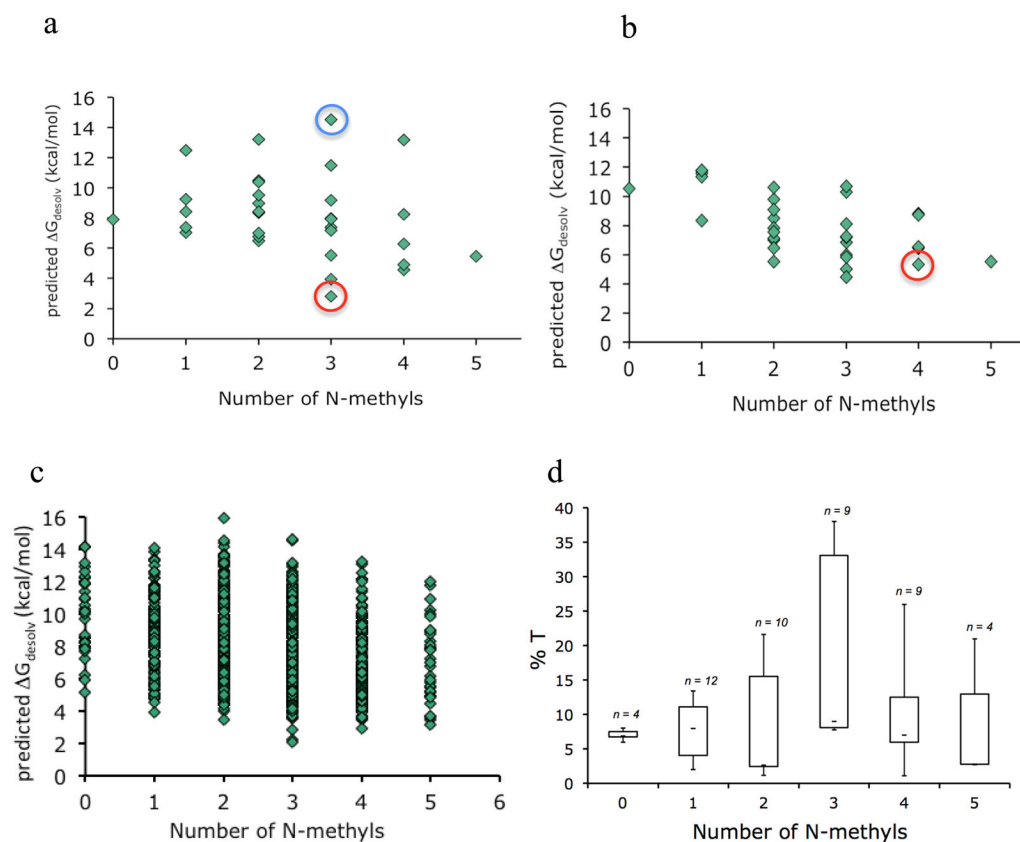 a
predicted ΔGdesolv (kcal/mol)
16
14
12
10
8
6
4
2
0
0 1 2 3 4 5
Number of N-methyls
b
predicted ΔGdesolv (kcal/mol)
16
14
12
10
8
6
4
2
0
0 1 2 3 4 5
Number of N-methyls
c
predicted ΔGdesolv (kcal/mol)
16
14
12
10
8
6
4
2
0
0 1 2 3 4 5 6
Number of N-methyls
d
% T
40
35
30
25
20
15
10
5
0
n = 4
n = 12
n = 10
n = 9
n = 9
n = 4
0 1 2 3 4 5
Number of N-methyls